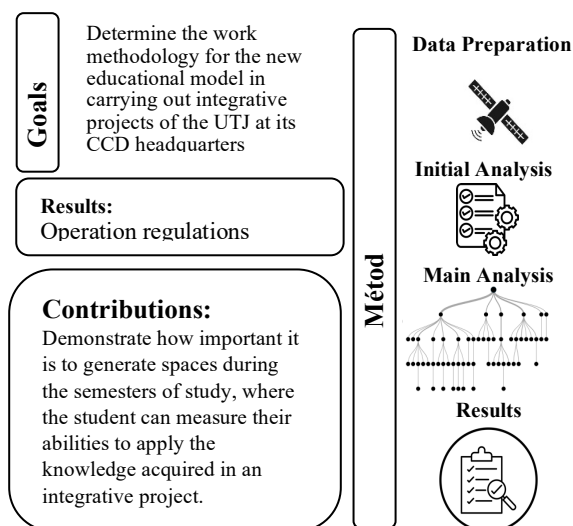 Goals
Determine the work
methodology for the new
educational model in
carrying out integrative
projects of the UTJ at its
CCD headquarters
Results:
Operation regulations
Contributions:
Demonstrate how important it
is to generate spaces during
the semesters of study, where
the student can measure their
abilities to apply the
knowledge acquired in an
integrative project.
Métod
Data Preparation
Initial Analysis
Main Analysis
Results